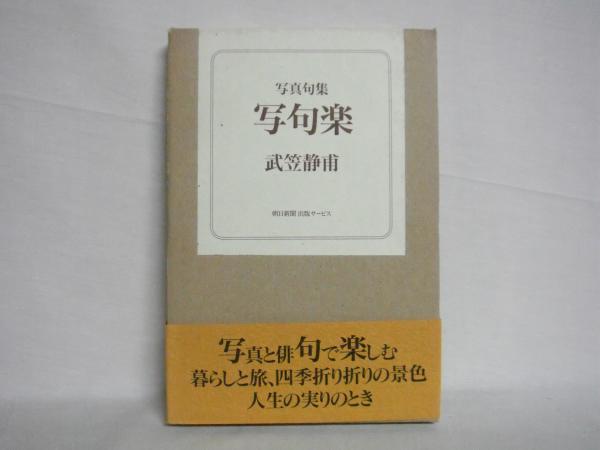 写真句集
写句楽
武笠静甫
朝日新聞 出版サービス
写真と俳句で楽しむ
暮らしと旅、四季折り折りの景色
人生の実りのとき